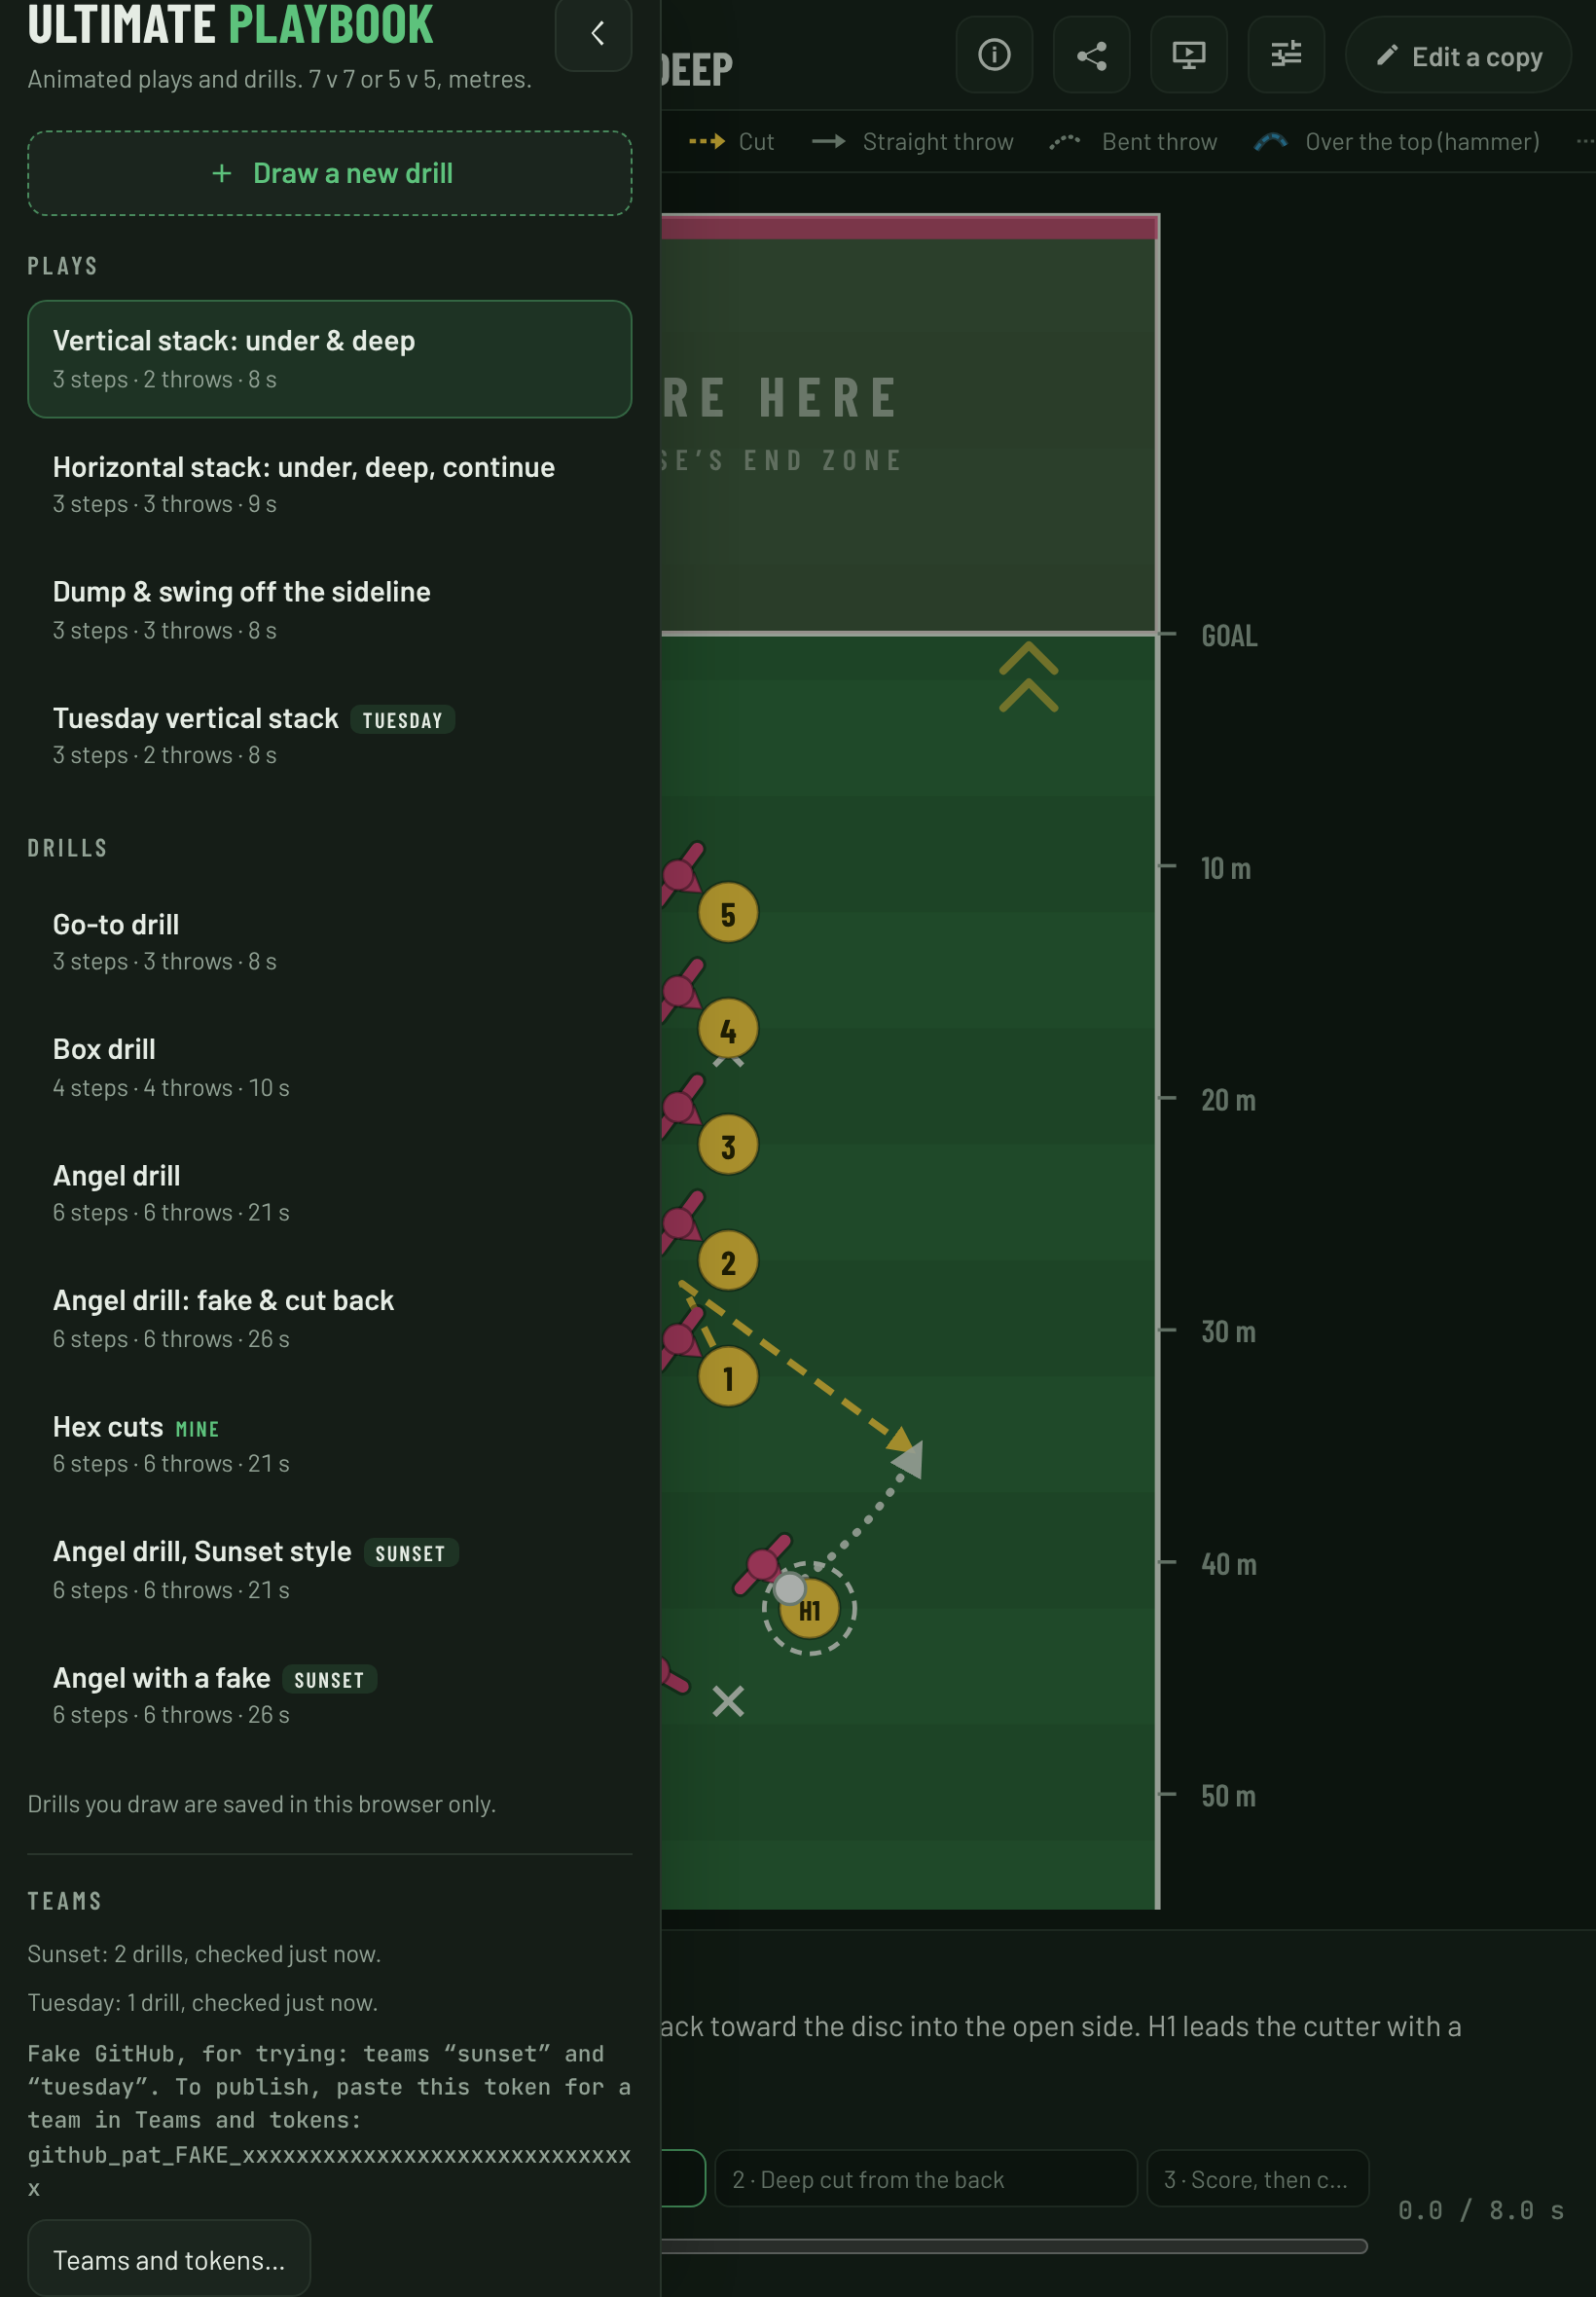 ULTIMATE PLAYBOOK
Animated plays and drills. 7 v 7 or 5 v 5, metres.
+ Draw a new drill
PLAYS
Vertical stack: under & deep
3 steps · 2 throws · 8 s
Horizontal stack: under, deep, continue
3 steps · 3 throws · 9 s
Dump & swing off the sideline
3 steps · 3 throws · 8 s
Tuesday vertical stack TUESDAY
3 steps · 2 throws · 8 s
DRILLS
Go-to drill
3 steps · 3 throws · 8 s
Box drill
4 steps · 4 throws · 10 s
Angel drill
6 steps · 6 throws · 21 s
Angel drill: fake & cut back
6 steps · 6 throws · 26 s
Hex cuts MINE
6 steps · 6 throws · 21 s
Angel drill, Sunset style SUNSET
6 steps · 6 throws · 21 s
Angel with a fake SUNSET
6 steps · 6 throws · 26 s
Drills you draw are saved in this browser only.
TEAMS
Sunset: 2 drills, checked just now.
Tuesday: 1 drill, checked just now.
Fake GitHub, for trying: teams “sunset” and
“tuesday”. To publish, paste this token for a
team in Teams and tokens:
github_pat_FAKE_xxxxxxxxxxxxxxxxxxxxxxxxxxxxx
x
Teams and tokens...
DEEP
Edit a copy
Cut
Straight throw
Bent throw
Over the top (hammer)
RE HERE
SE’S END ZONE
GOAL
10 m
5
4
20 m
3
2
30 m
1
40 m
H1
50 m
ack toward the disc into the open side. H1 leads the cutter with a
2 · Deep cut from the back
3 · Score, then c...
0.0 / 8.0 s